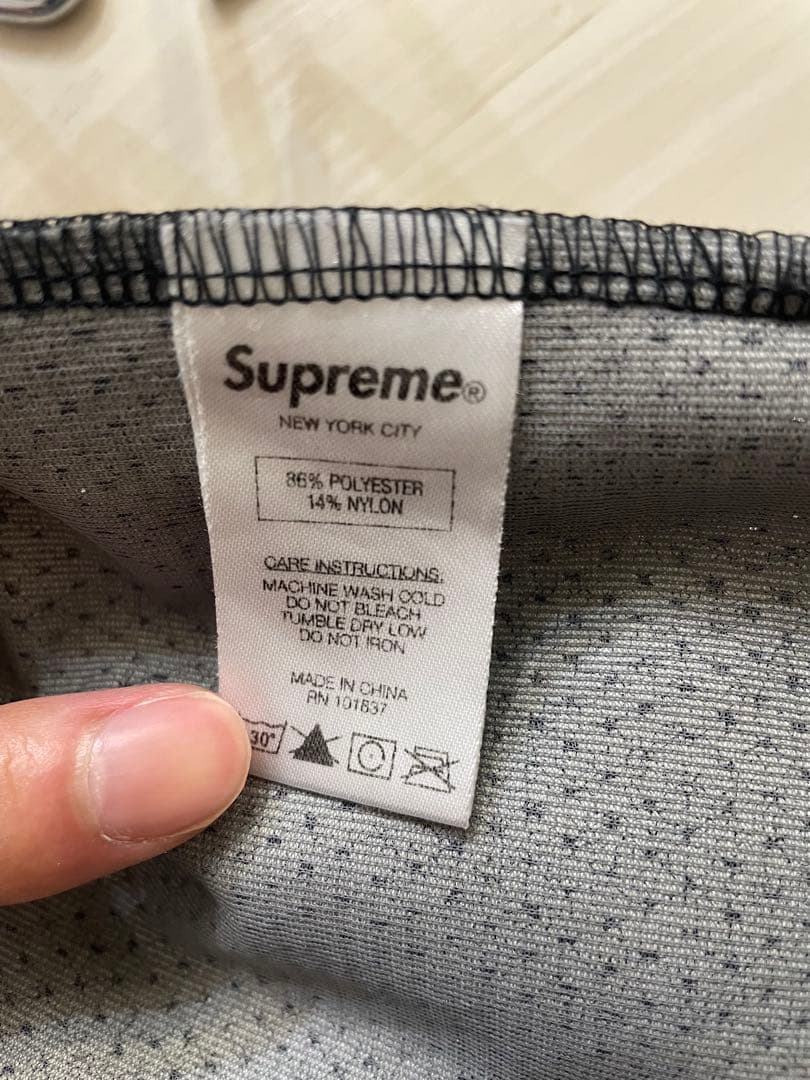 Supreme®
NEW YORK CITY
86% POLYESTER
14% NYLON
CARE INSTRUCTIONS.
MACHINE WASH COLD
DO NOT BLEACH
TUMBLE DRY LOW
DO NOT IRON
MADE IN CHINA
RN 101837
30°